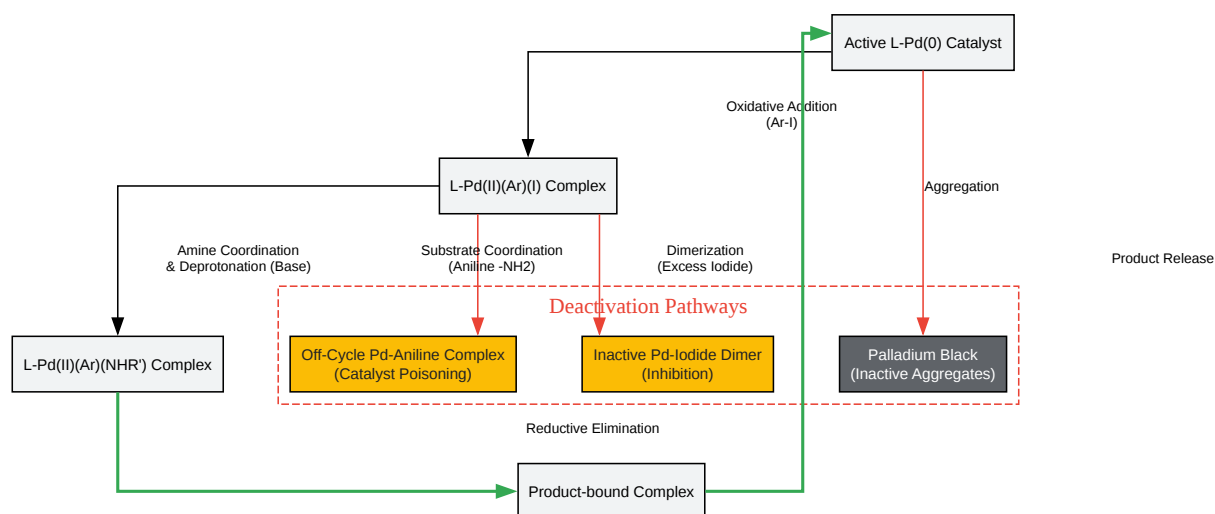 Active L-Pd(0) Catalyst
Oxidative Addition
(Ar-I)
L-Pd(II)(Ar)(I) Complex
Aggregation
Amine Coordination
& Deprotonation (Base)
Substrate Coordination
(Aniline -NH2)
Dimerization
(Excess Iodide)
Product Release
Deactivation Pathways
L-Pd(II)(Ar)(NHR') Complex
Off-Cycle Pd-Aniline Complex
(Catalyst Poisoning)
Inactive Pd-Iodide Dimer
(Inhibition)
Palladium Black
(Inactive Aggregates)
Reductive Elimination
Product-bound Complex